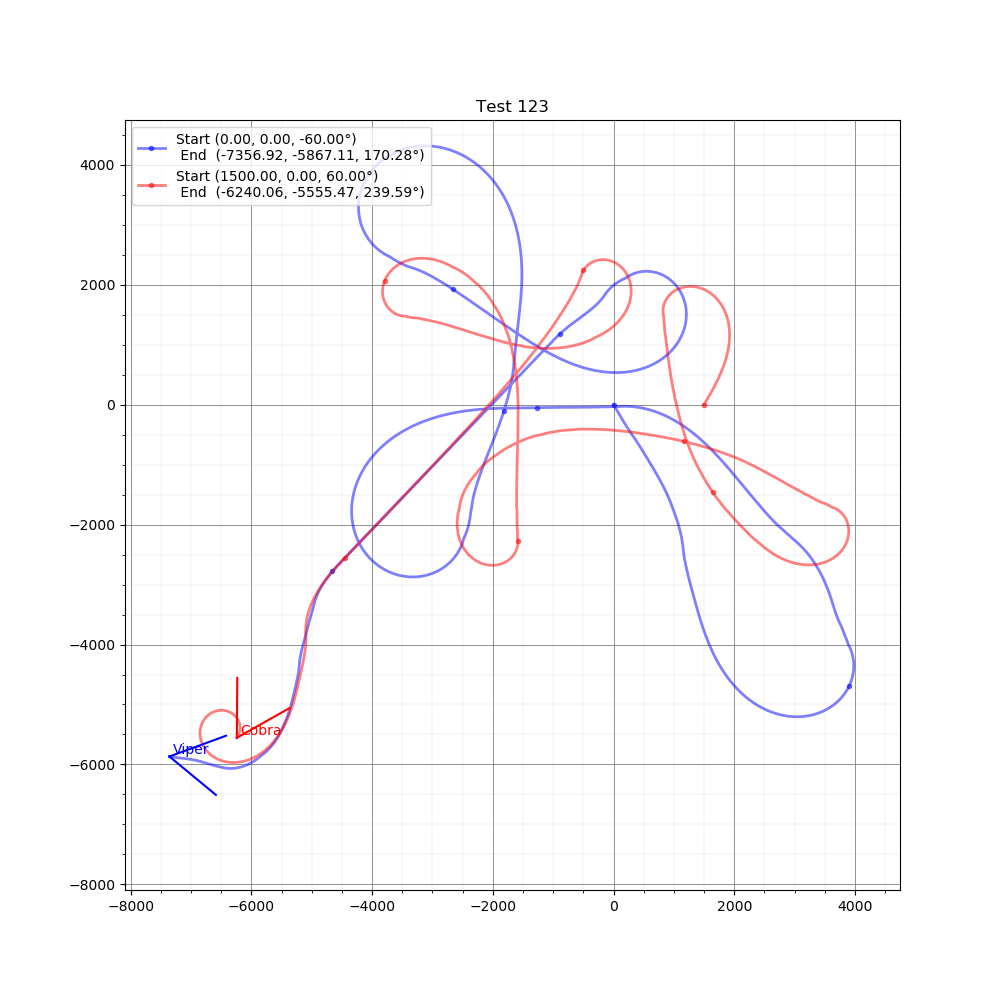 Test 123
Start (0.00, 0.00, -60.00°)
End (-7356.92, -5867.11, 170.28°)
Start (1500.00, 0.00, 60.00°)
End (-6240.06, -5555.47, 239.59°)
4000
2000
0
−2000
−4000
−6000
−8000
Cobra
Viper
−8000 −6000 −4000 −2000 0 2000 4000